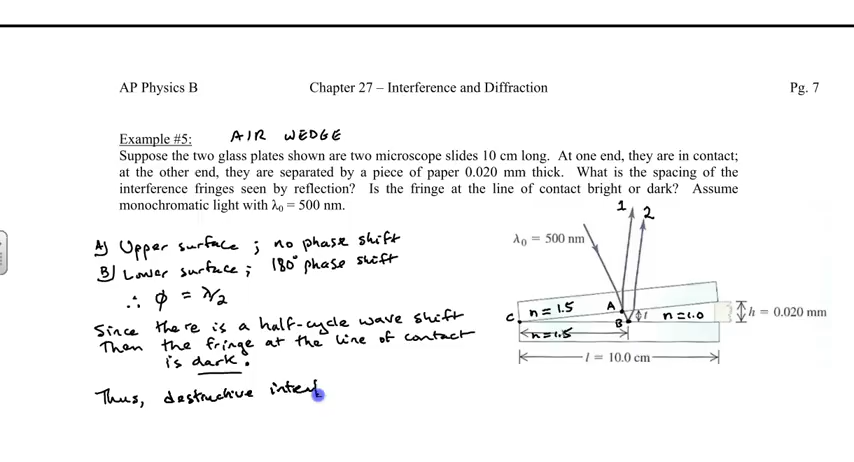 AP Physics B Chapter 27 – Interference and Diffraction Pg. 7
Example #5: AIR WEDGE
Suppose the two glass plates shown are two microscope slides 10 cm long. At one end, they are in contact;
at the other end, they are separated by a piece of paper 0.020 mm thick. What is the spacing of the
interference fringes seen by reflection? Is the fringe at the line of contact bright or dark? Assume
monochromatic light with λ₀ = 500 nm.
A) Upper surface ; no phase shift
B) Lower surface ; 180° phase shift
∴ φ = λ/2
Since there is a half-cycle wave shift
Then the fringe at the line of contact
is dark.
Thus, destructive interf
1 2
λ₀ = 500 nm
n = 1.5 A
C B t n = 1.0 h = 0.020 mm
n = 1.5
l = 10.0 cm